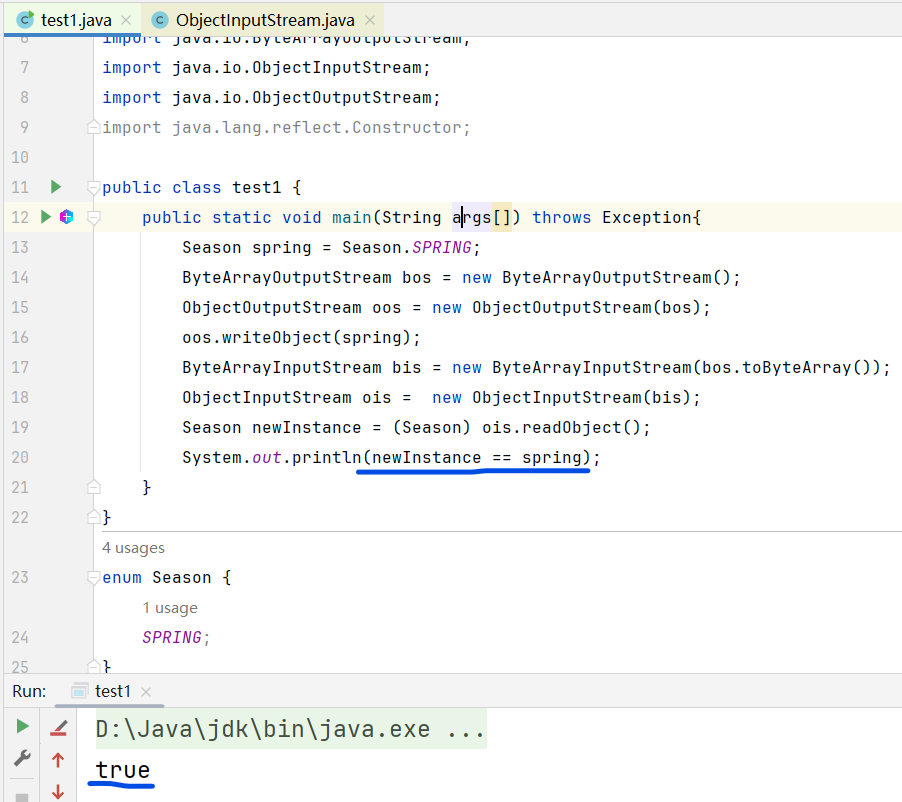 test1.java
ObjectInputStream.java
6 import java.io.ByteArrayOutputStream;
7 import java.io.ObjectInputStream;
8 import java.io.ObjectOutputStream;
9 import java.lang.reflect.Constructor;
10
11 public class test1 {
12 public static void main(String args[]) throws Exception{
13 Season spring = Season.SPRING;
14 ByteArrayOutputStream bos = new ByteArrayOutputStream();
15 ObjectOutputStream oos = new ObjectOutputStream(bos);
16 oos.writeObject(spring);
17 ByteArrayInputStream bis = new ByteArrayInputStream(bos.toByteArray());
18 ObjectInputStream ois =  new ObjectInputStream(bis);
19 Season newInstance = (Season) ois.readObject();
20 System.out.println(newInstance == spring);
21 }
22 }
4 usages
23 enum Season {
1 usage
24 SPRING;
25 }
Run: test1
D:\Java\jdk\bin\java.exe ...
true